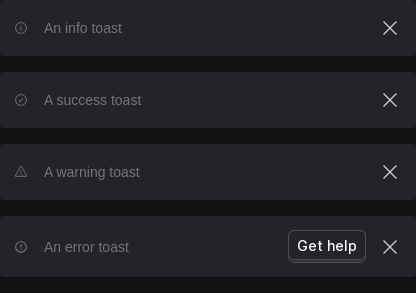 An info toast
A success toast
A warning toast
An error toast
Get help